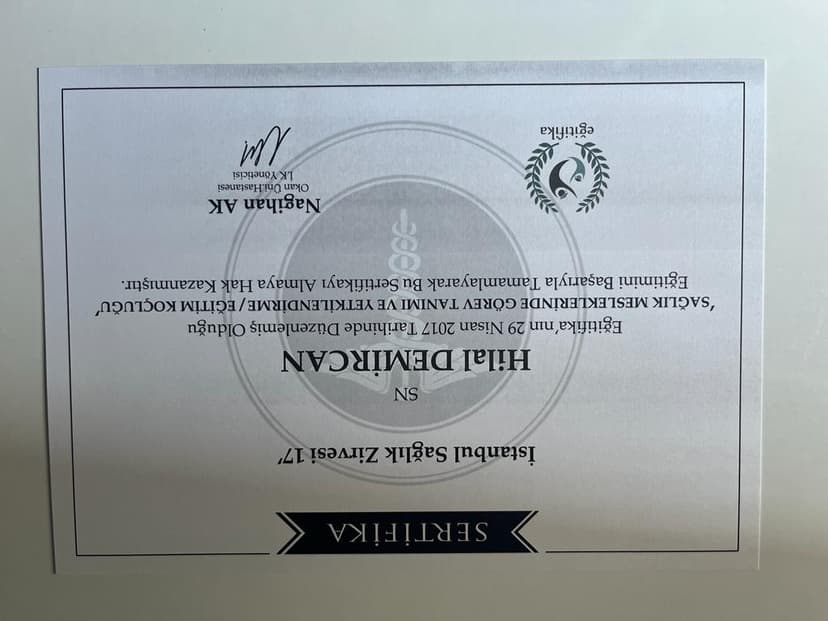 SERTİFİKA
İstanbul Sağlık Zirvesi 17'
SN
Hilal DEMİRCAN
Eğitifika'nın 29 Nisan 2017 Tarihinde Düzenlemiş Olduğu
'SAĞLIK MESLEKLERİNDE GÖREV TANIMI VE YETKİLENDİRME/ EĞİTİM KOÇLUĞU'
Eğitimini Başarıyla Tamamlayarak Bu Sertifikayı Almaya Hak Kazanmıştır.
eğitifika
Nagihan AK
Okan Üni.Hastanesi
İ.K Yöneticisi